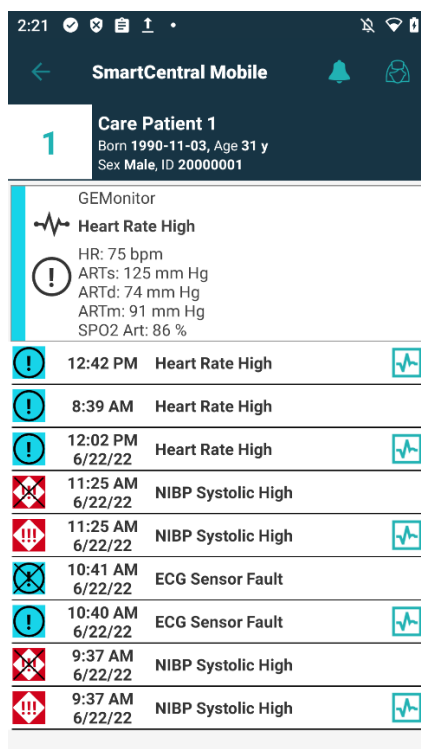 2:21
SmartCentral Mobile
1
Care Patient 1
Born 1990-11-03, Age 31 y
Sex Male, ID 20000001
GEMonitor
Heart Rate High
HR: 75 bpm
ARTs: 125 mm Hg
ARTd: 74 mm Hg
ARTm: 91 mm Hg
SPO2 Art: 86 %
12:42 PM Heart Rate High
8:39 AM Heart Rate High
12:02 PM
6/22/22
Heart Rate High
11:25 AM
6/22/22
NIBP Systolic High
11:25 AM
6/22/22
NIBP Systolic High
10:41 AM
6/22/22
ECG Sensor Fault
10:40 AM
6/22/22
ECG Sensor Fault
9:37 AM
6/22/22
NIBP Systolic High
9:37 AM
6/22/22
NIBP Systolic High